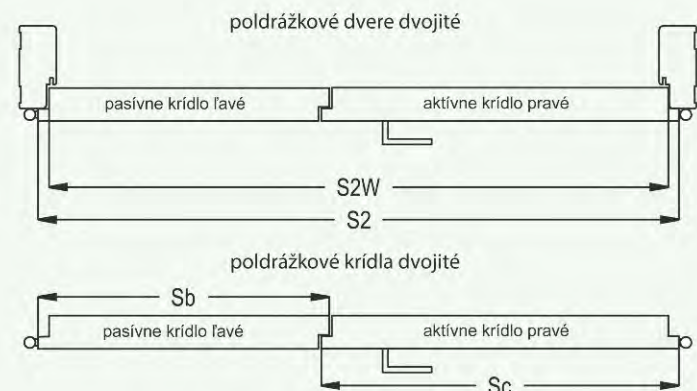 poldrážkové dvere dvojité
pasívne krídlo ľavé aktívne krídlo pravé
S2W
S2
poldrážkové krídla dvojité
Sb
pasívne krídlo ľavé aktívne krídlo pravé
Sc